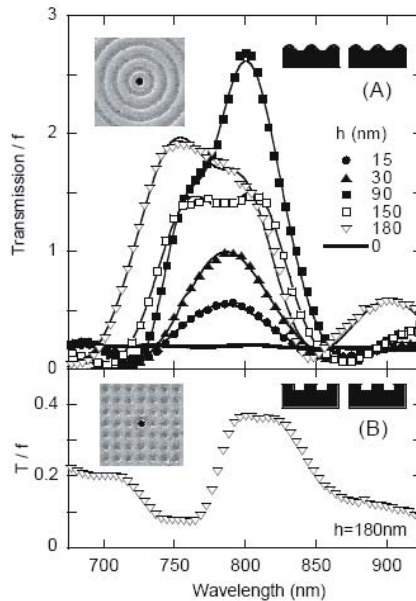 3
2
1
0
Transmission / f
(A)
h (nm)
15
30
90
150
180
0
0.4
0.2
0
T / f
(B)
h=180nm
700 750 800 850 900
Wavelength (nm)